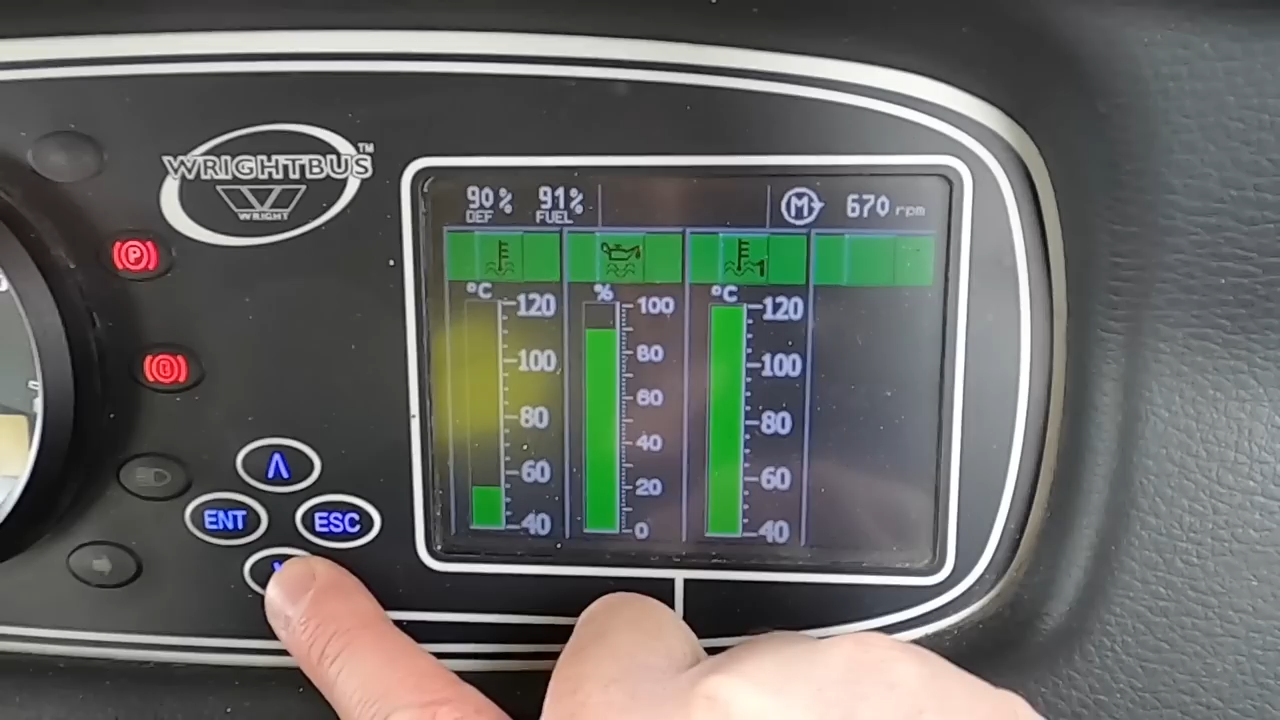 WRIGHTBUS™
WRIGHT
90% 91% M 670 rpm
DEF FUEL
1
°C % °C
120 100 120
100 80 100
80 60 80
60 40 60
40 20 40
0
P
ENT ESC